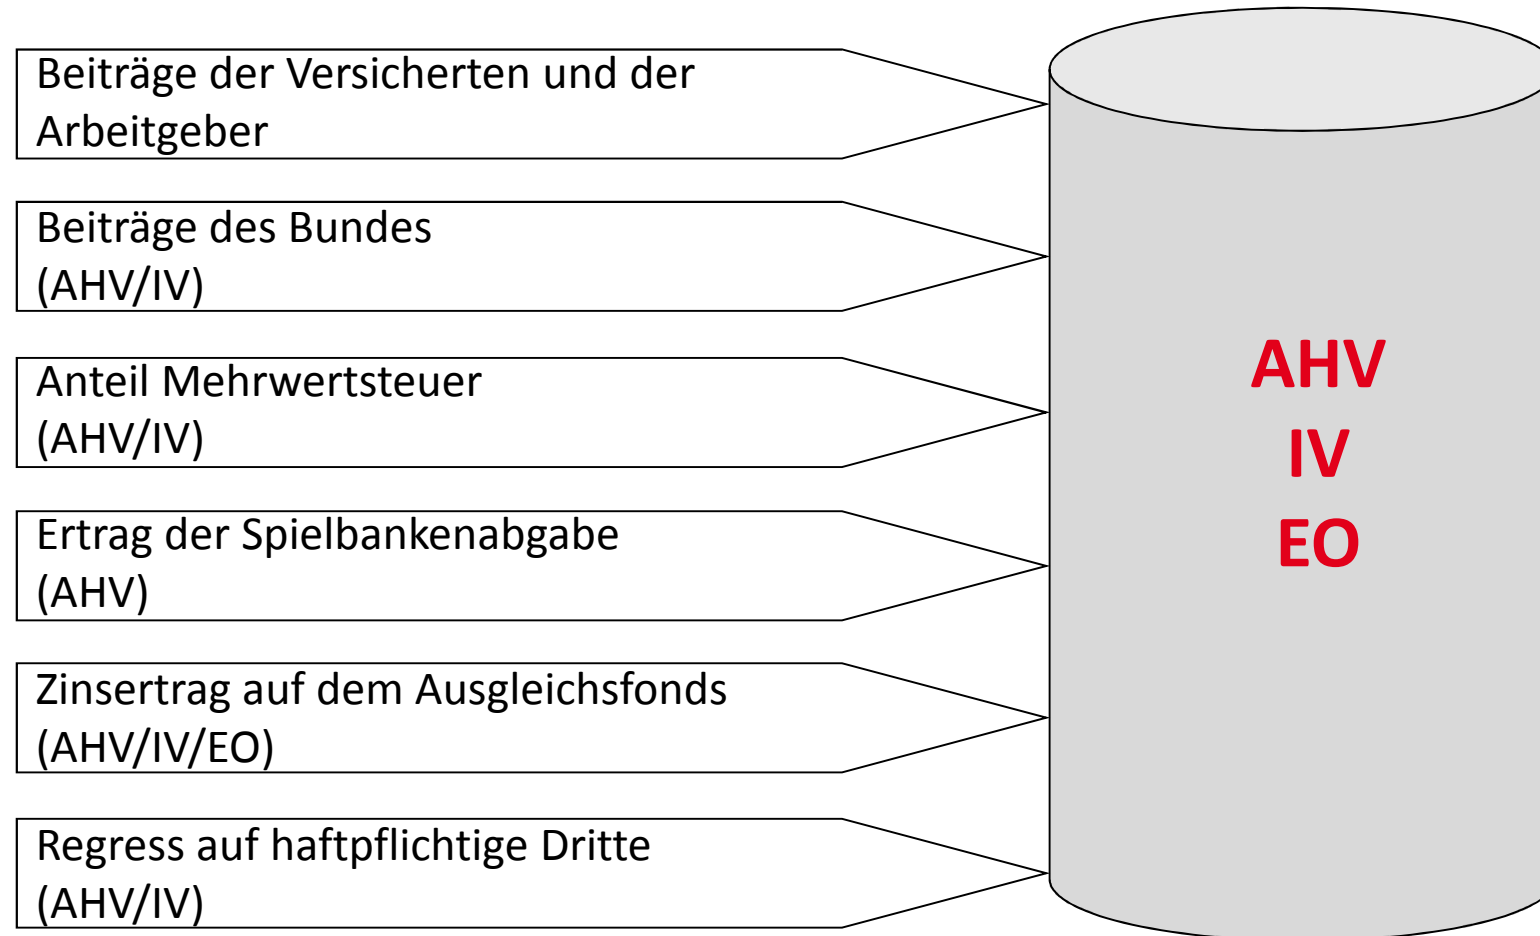 Beiträge der Versicherten und der
Arbeitgeber
Beiträge des Bundes
(AHV/IV)
Anteil Mehrwertsteuer
(AHV/IV)
Ertrag der Spielbankenabgabe
(AHV)
Zinsertrag auf dem Ausgleichsfonds
(AHV/IV/EO)
Regress auf haftpflichtige Dritte
(AHV/IV)
AHV
IV
EO